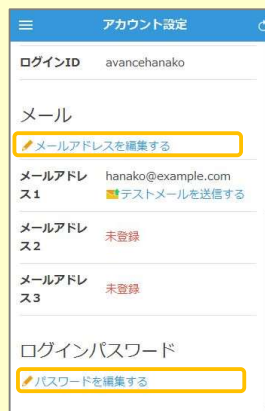 アカウント設定
ログインID avancehanako
メール
メールアドレスを編集する
メールアドレ hanako@example.com
ス1 テストメールを送信する
メールアドレ
ス2 未登録
メールアドレ
ス3 未登録
ログインパスワード
パスワードを編集する